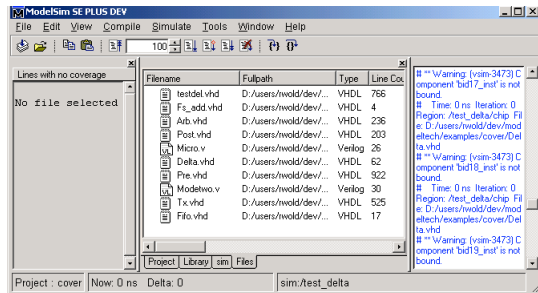 ModelSim SE PLUS DEV
File Edit View Compile Simulate Tools Window Help
100
Lines with no coverage
No file selected
Filename Fullpath Type Line Cou
testdel.vhd D:/users/rwold/dev/... VHDL 766
Fs_add.vhd D:/users/rwold/dev/... VHDL 4
Arb.vhd D:/users/rwold/dev/... VHDL 236
Post.vhd D:/users/rwold/dev/... VHDL 203
Micro.v D:/users/rwold/dev/... Verilog 26
Delta.vhd D:/users/rwold/dev/... VHDL 62
Pre.vhd D:/users/rwold/dev/... VHDL 922
Modetwo.v D:/users/rwold/dev/... Verilog 30
Tx.vhd D:/users/rwold/dev/... VHDL 525
Fifo.vhd D:/users/rwold/dev/... VHDL 17
Project Library sim Files
# ** Warning: (vsim-3473) C
omponent 'bid17_inst' is not
bound.
# Time: 0 ns Iteration: 0
Region: /test_delta/chip Fil
e: D:/users/rwold/dev/mod
eltech/examples/cover/Del
ta.vhd
# ** Warning: (vsim-3473) C
omponent 'bid18_inst' is not
bound.
# Time: 0 ns Iteration: 0
Region: /test_delta/chip Fil
e: D:/users/rwold/dev/mod
eltech/examples/cover/Del
ta.vhd
# ** Warning: (vsim-3473) C
omponent 'bid19_inst' is not
bound.
Project : cover Now: 0 ns Delta: 0 sim:/test_delta